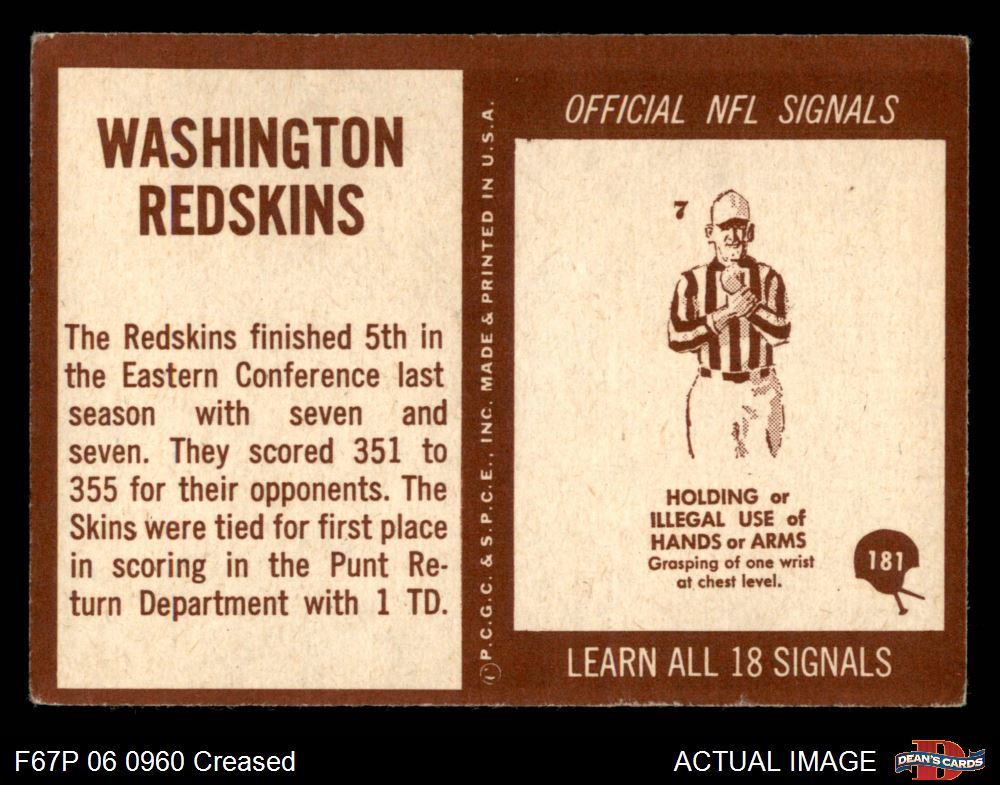 WASHINGTON
REDSKINS
The Redskins finished 5th in
the Eastern Conference last
season with seven and
seven. They scored 351 to
355 for their opponents. The
Skins were tied for first place
in scoring in the Punt Re-
turn Department with 1 TD.
©P.C.G.C. & S.P.C.E., INC. MADE & PRINTED IN U.S.A.
OFFICIAL NFL SIGNALS
7
HOLDING or
ILLEGAL USE of
HANDS or ARMS
Grasping of one wrist
at chest level.
181
LEARN ALL 18 SIGNALS
F67P 06 0960 Creased
ACTUAL IMAGE
D
DEAN'S CARDS